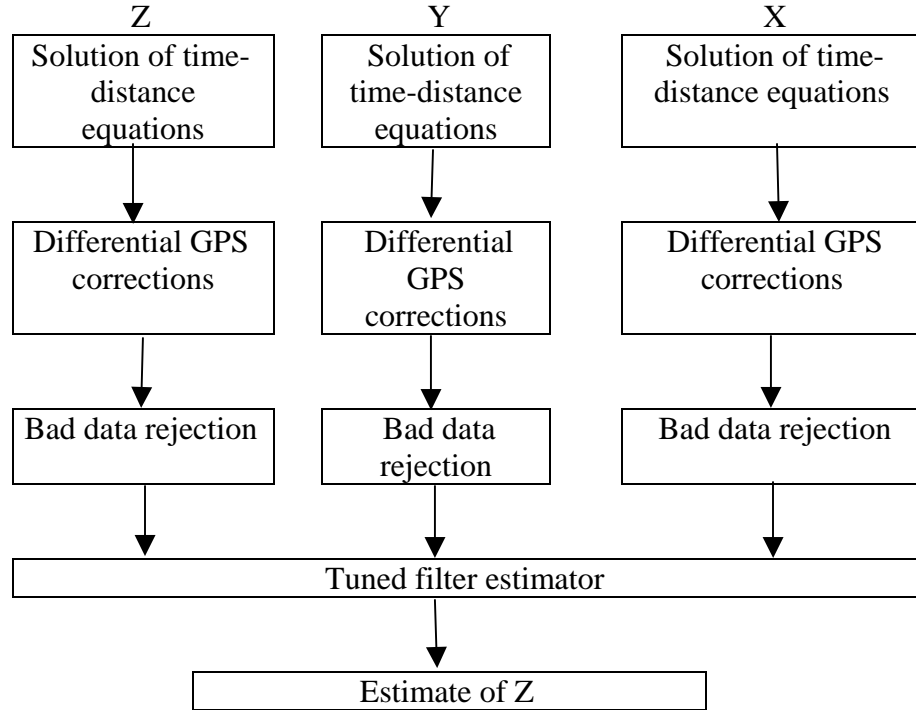 Z
Y
X
Solution of time-
distance
equations
Solution of
time-distance
equations
Solution of time-
distance equations
Differential GPS
corrections
Differential
GPS
corrections
Differential GPS
corrections
Bad data rejection
Bad data
rejection
Bad data rejection
Tuned filter estimator
Estimate of Z